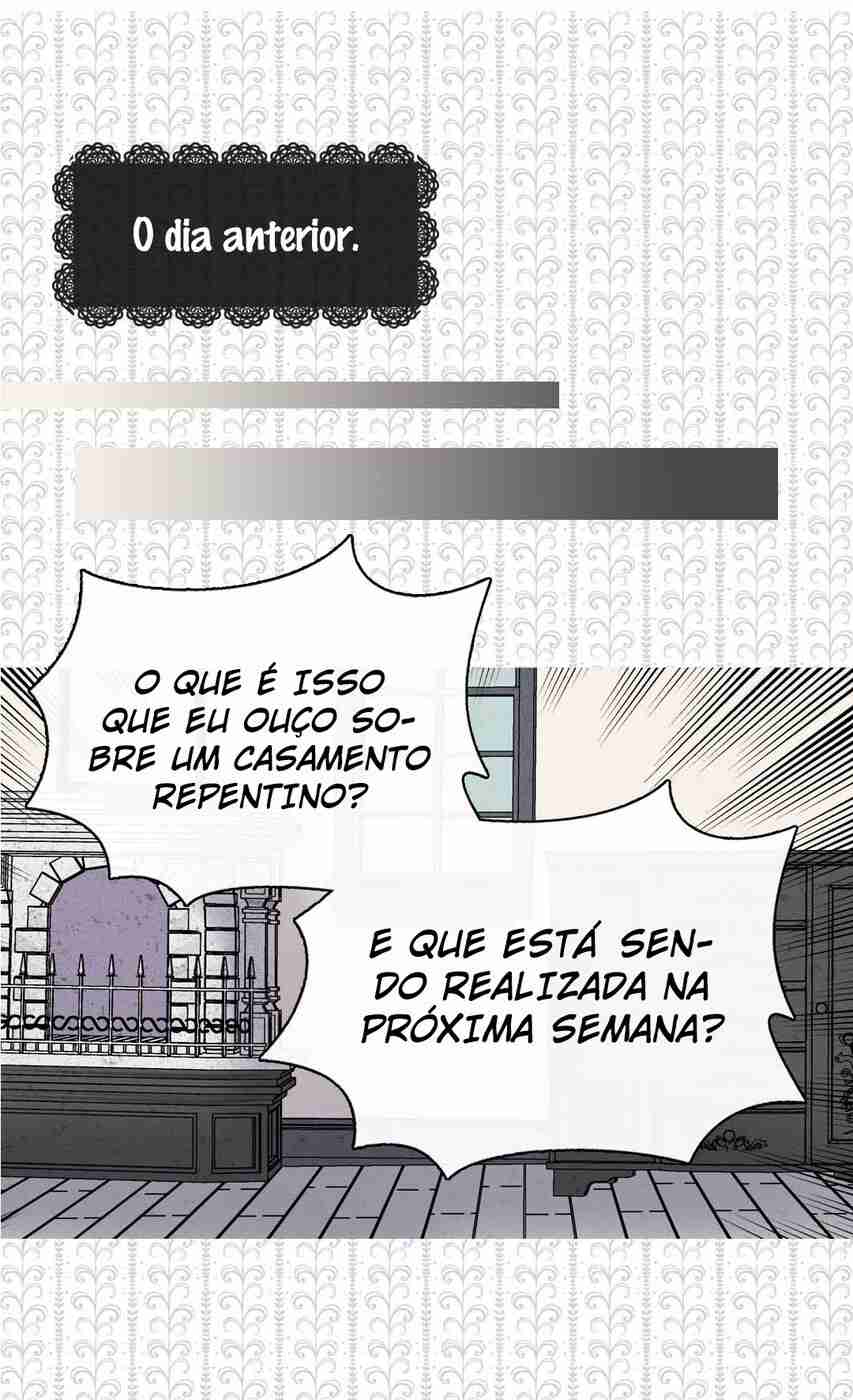 O dia anterior.
O QUE É ISSO
QUE EU OUÇO SO-
BRE UM CASAMENTO
REPENTINO?
E QUE ESTÁ SEN-
DO REALIZADA NA
PRÓXIMA SEMANA?